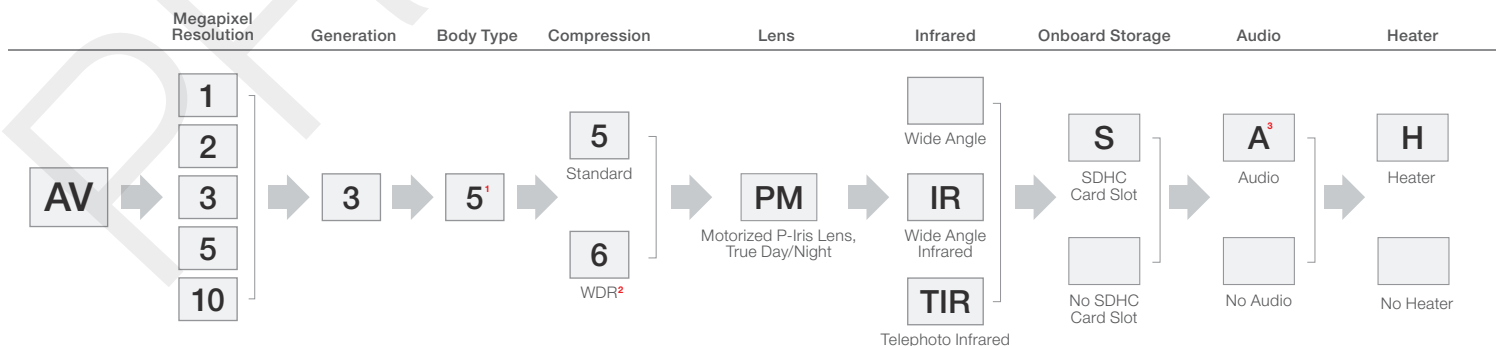 Megapixel
Resolution
Generation
Body Type
Compression
Lens
Infrared
Onboard Storage
Audio
Heater
AV
1
2
3
5
10
3
5¹
5
Standard
6
WDR²
PM
Motorized P-Iris Lens,
True Day/Night
Wide Angle
IR
Wide Angle
Infrared
TIR
Telephoto Infrared
S
SDHC
Card Slot
No SDHC
Card Slot
A³
Audio
No Audio
H
Heater
No Heater